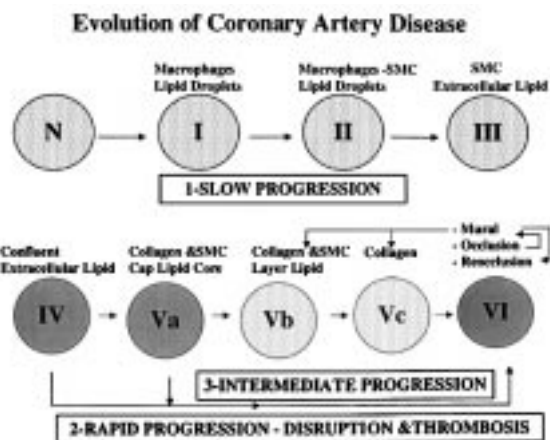 Evolution of Coronary Artery Disease
Macrophages
Lipid Droplets
Macrophages -SMC
Lipid Droplets
SMC
Extracellular Lipid
N
I
II
III
1-SLOW PROGRESSION
Confluent
Extracellular Lipid
Collagen &SMC
Cap Lipid Core
Collagen &SMC
Layer Lipid
Collagen
- Mural
- Occlusion
- Reocclusion
IV
Va
Vb
Vc
VI
3-INTERMEDIATE PROGRESSION
2-RAPID PROGRESSION - DISRUPTION &THROMBOSIS